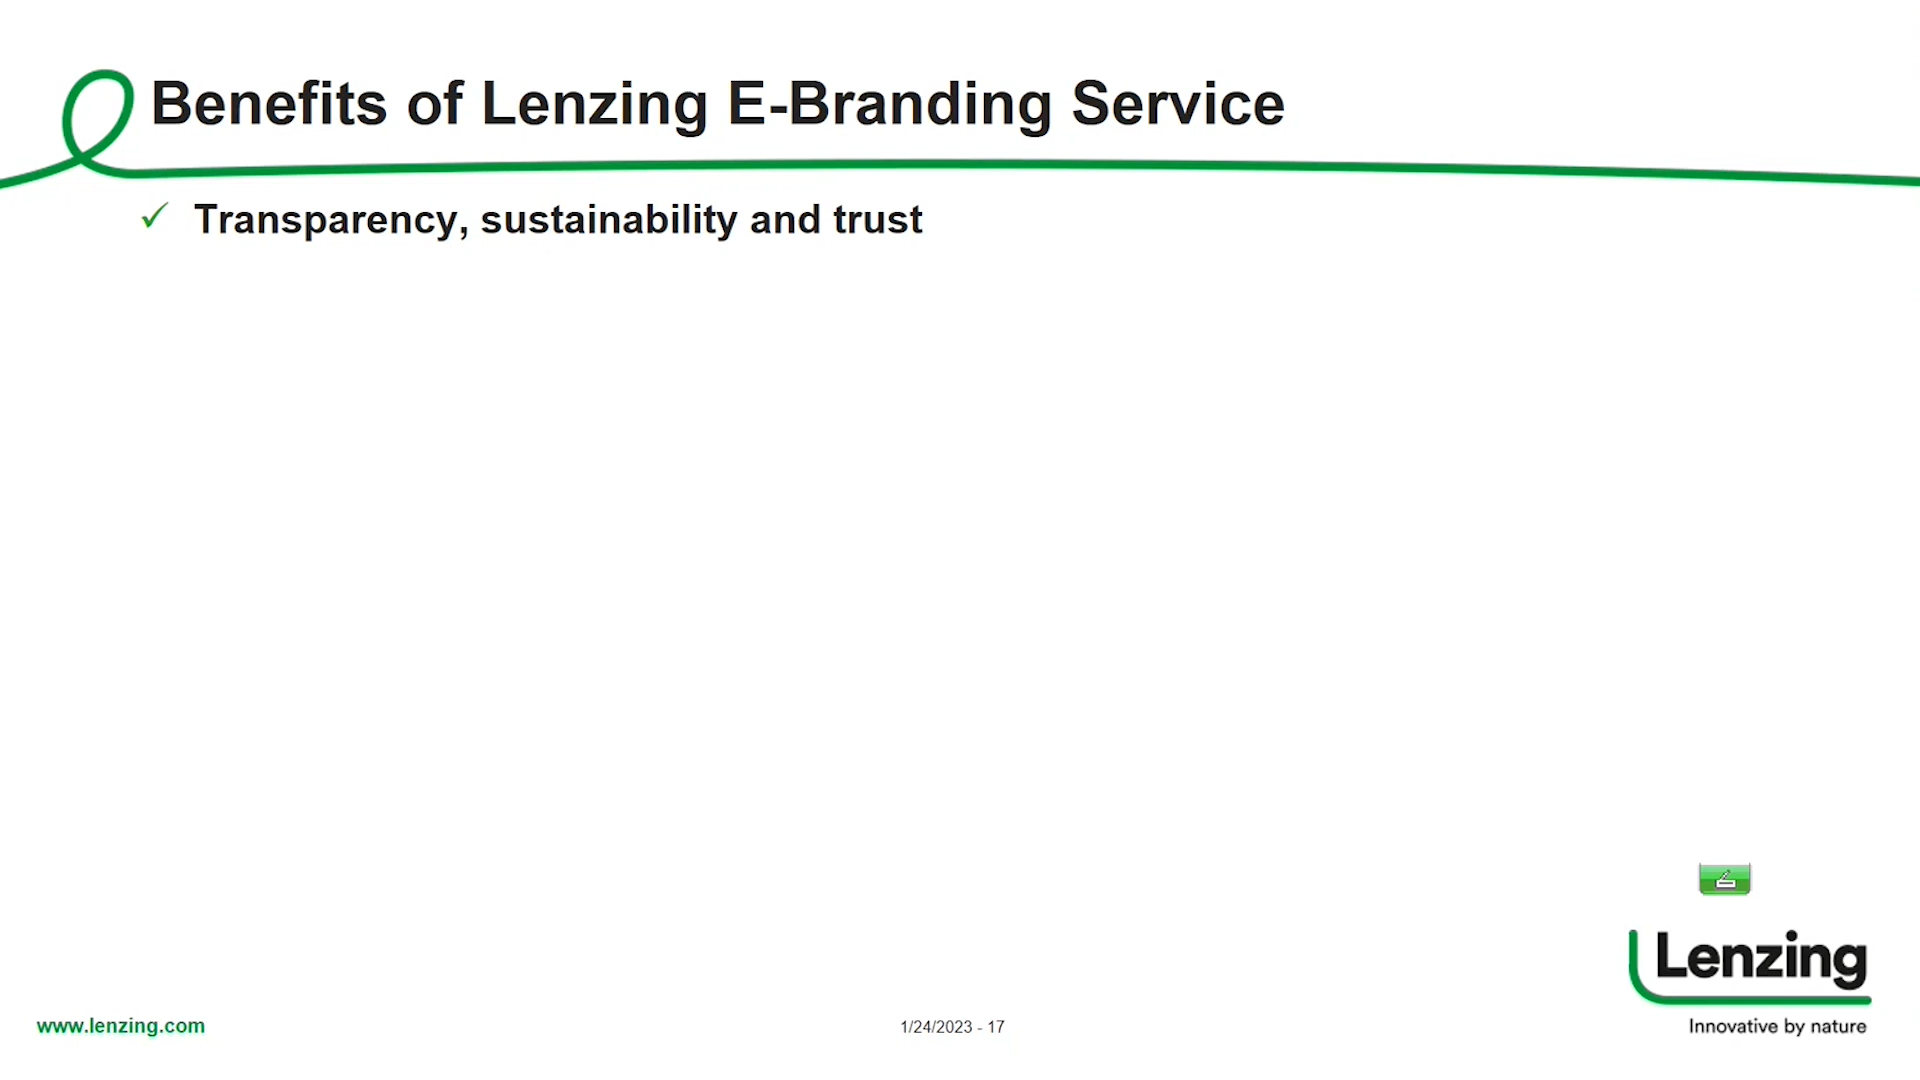 Benefits of Lenzing E-Branding Service
✓ Transparency, sustainability and trust
Lenzing
Innovative by nature
www.lenzing.com
1/24/2023 - 17